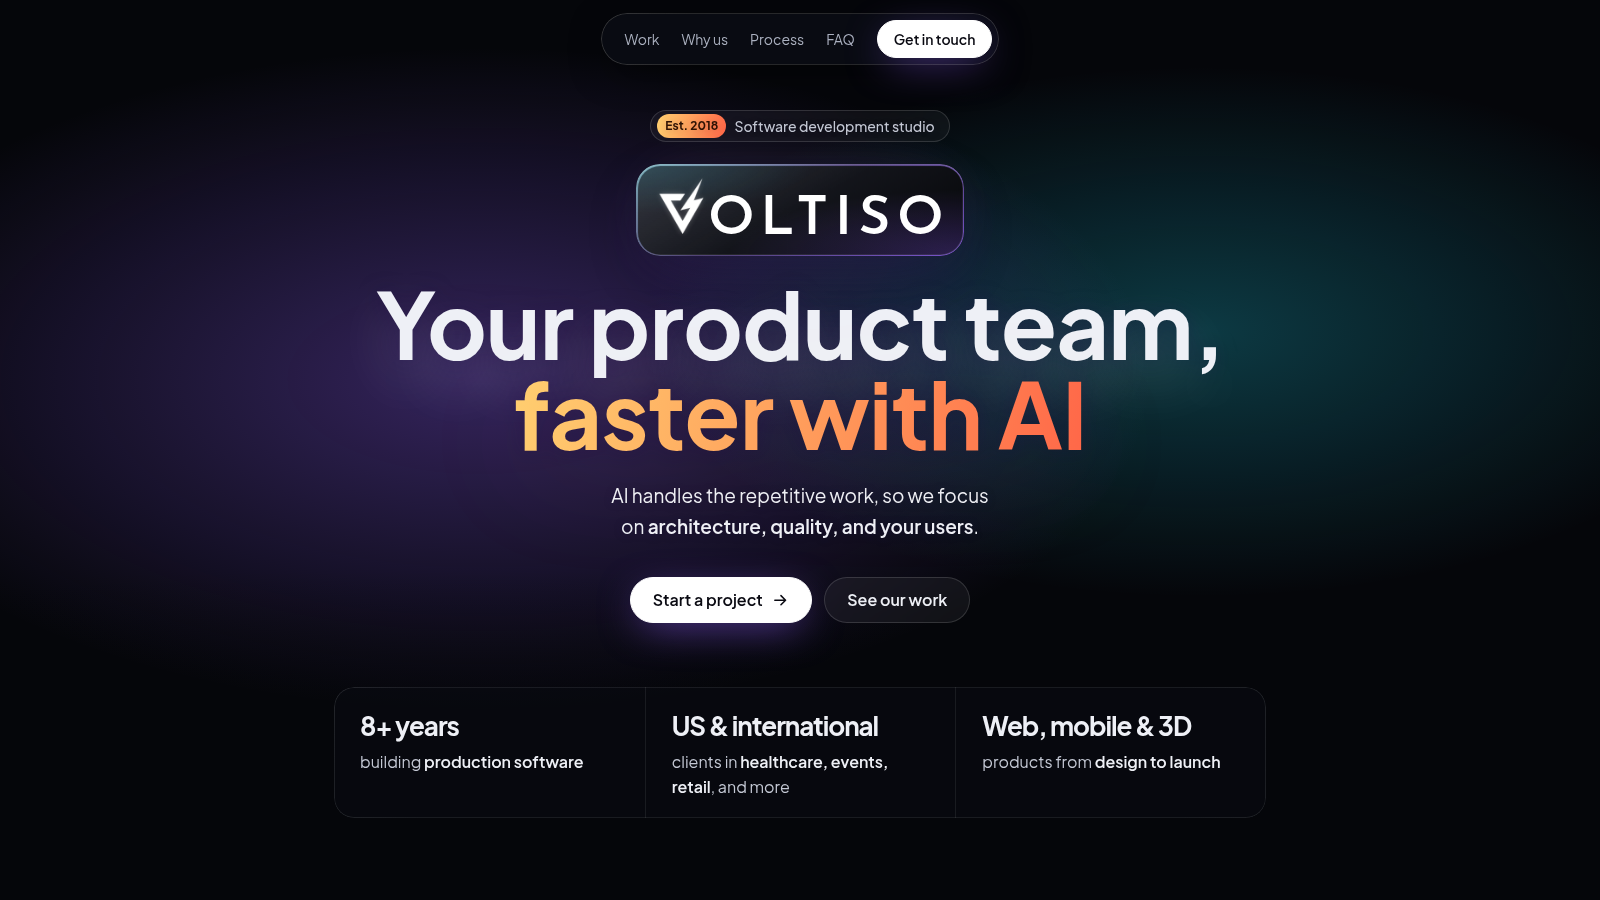 Work
Why us
Process
FAQ
Get in touch
Est. 2018 Software development studio
VOLTISO
Your product team,
faster with AI
AI handles the repetitive work, so we focus
on architecture, quality, and your users.
Start a project →
See our work
8+ years
building production software
US & international
clients in healthcare, events,
retail, and more
Web, mobile & 3D
products from design to launch